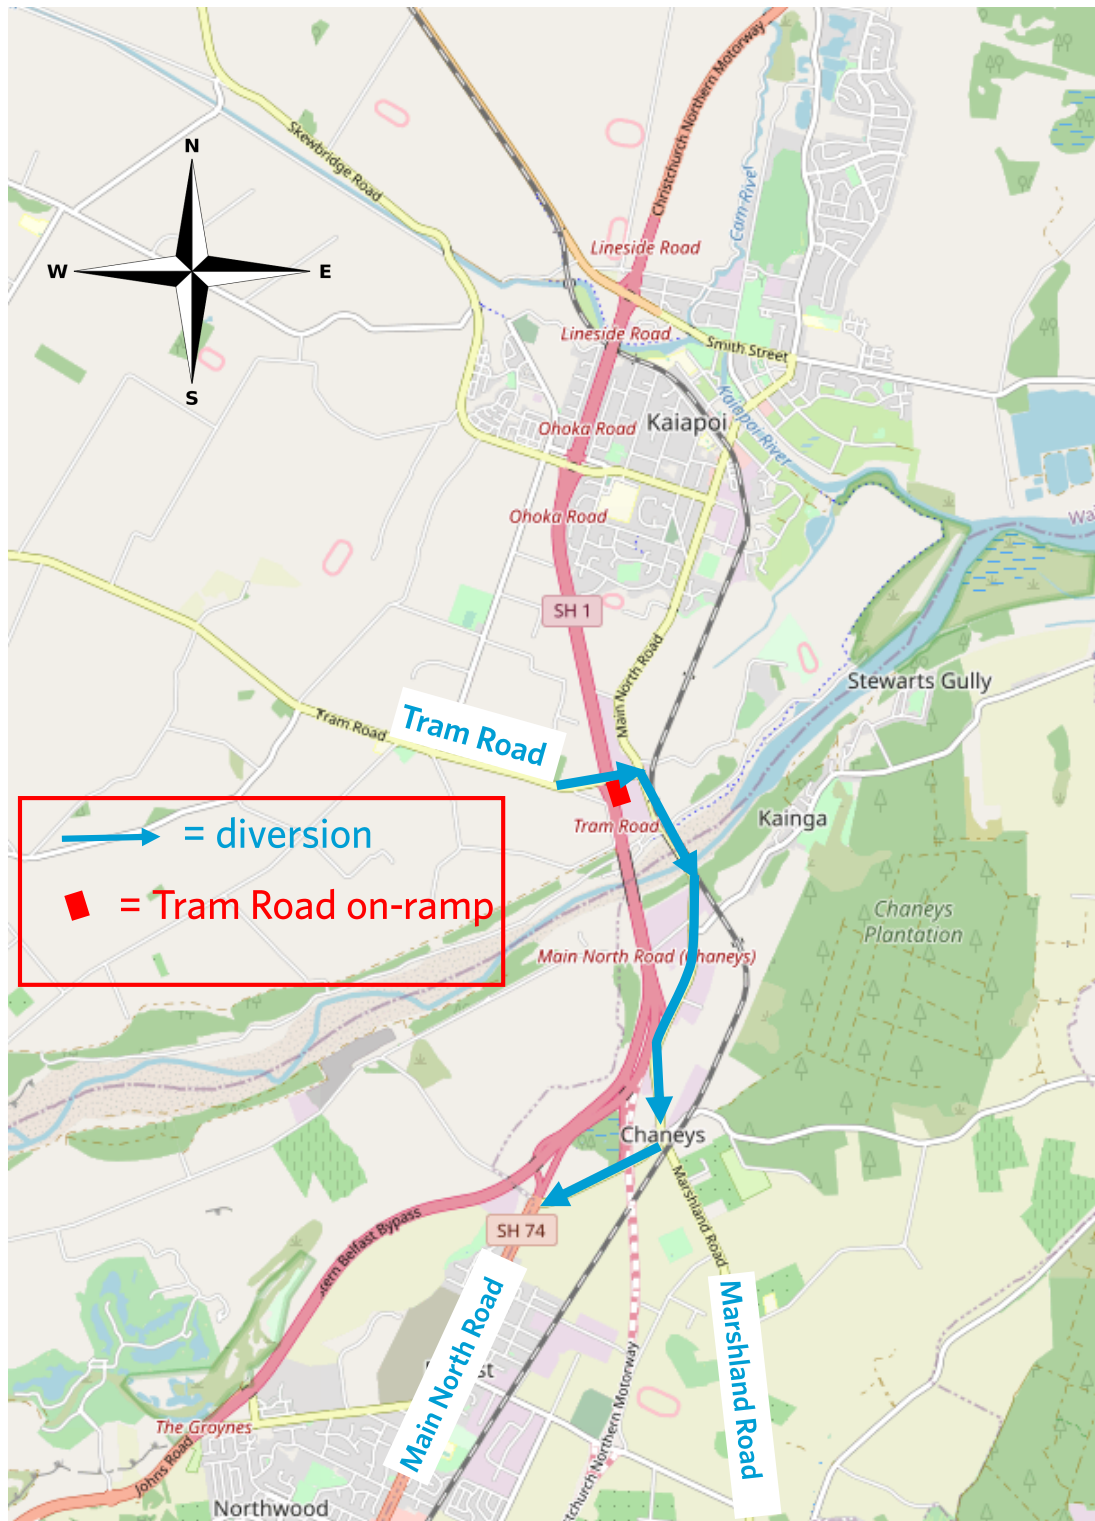 Christchurch Northern Motorway
Skewbridge Road
N
W
E
S
Cam River
Lineside Road
Lineside Road
Smith Street
Kaiapoi River
Kaiapoi
Ohoka Road
Ohoka Road
SH 1
Main North Road
Stewarts Gully
Tram Road
Tram Road
= diversion
= Tram Road on-ramp
Tram Road
Kainga
Chaneys
Plantation
Main North Road (Chaneys)
Chaneys
Marshland Road
SH 74
Main North Road
Marshland Road
The Groynes
Johns Road
Northwood